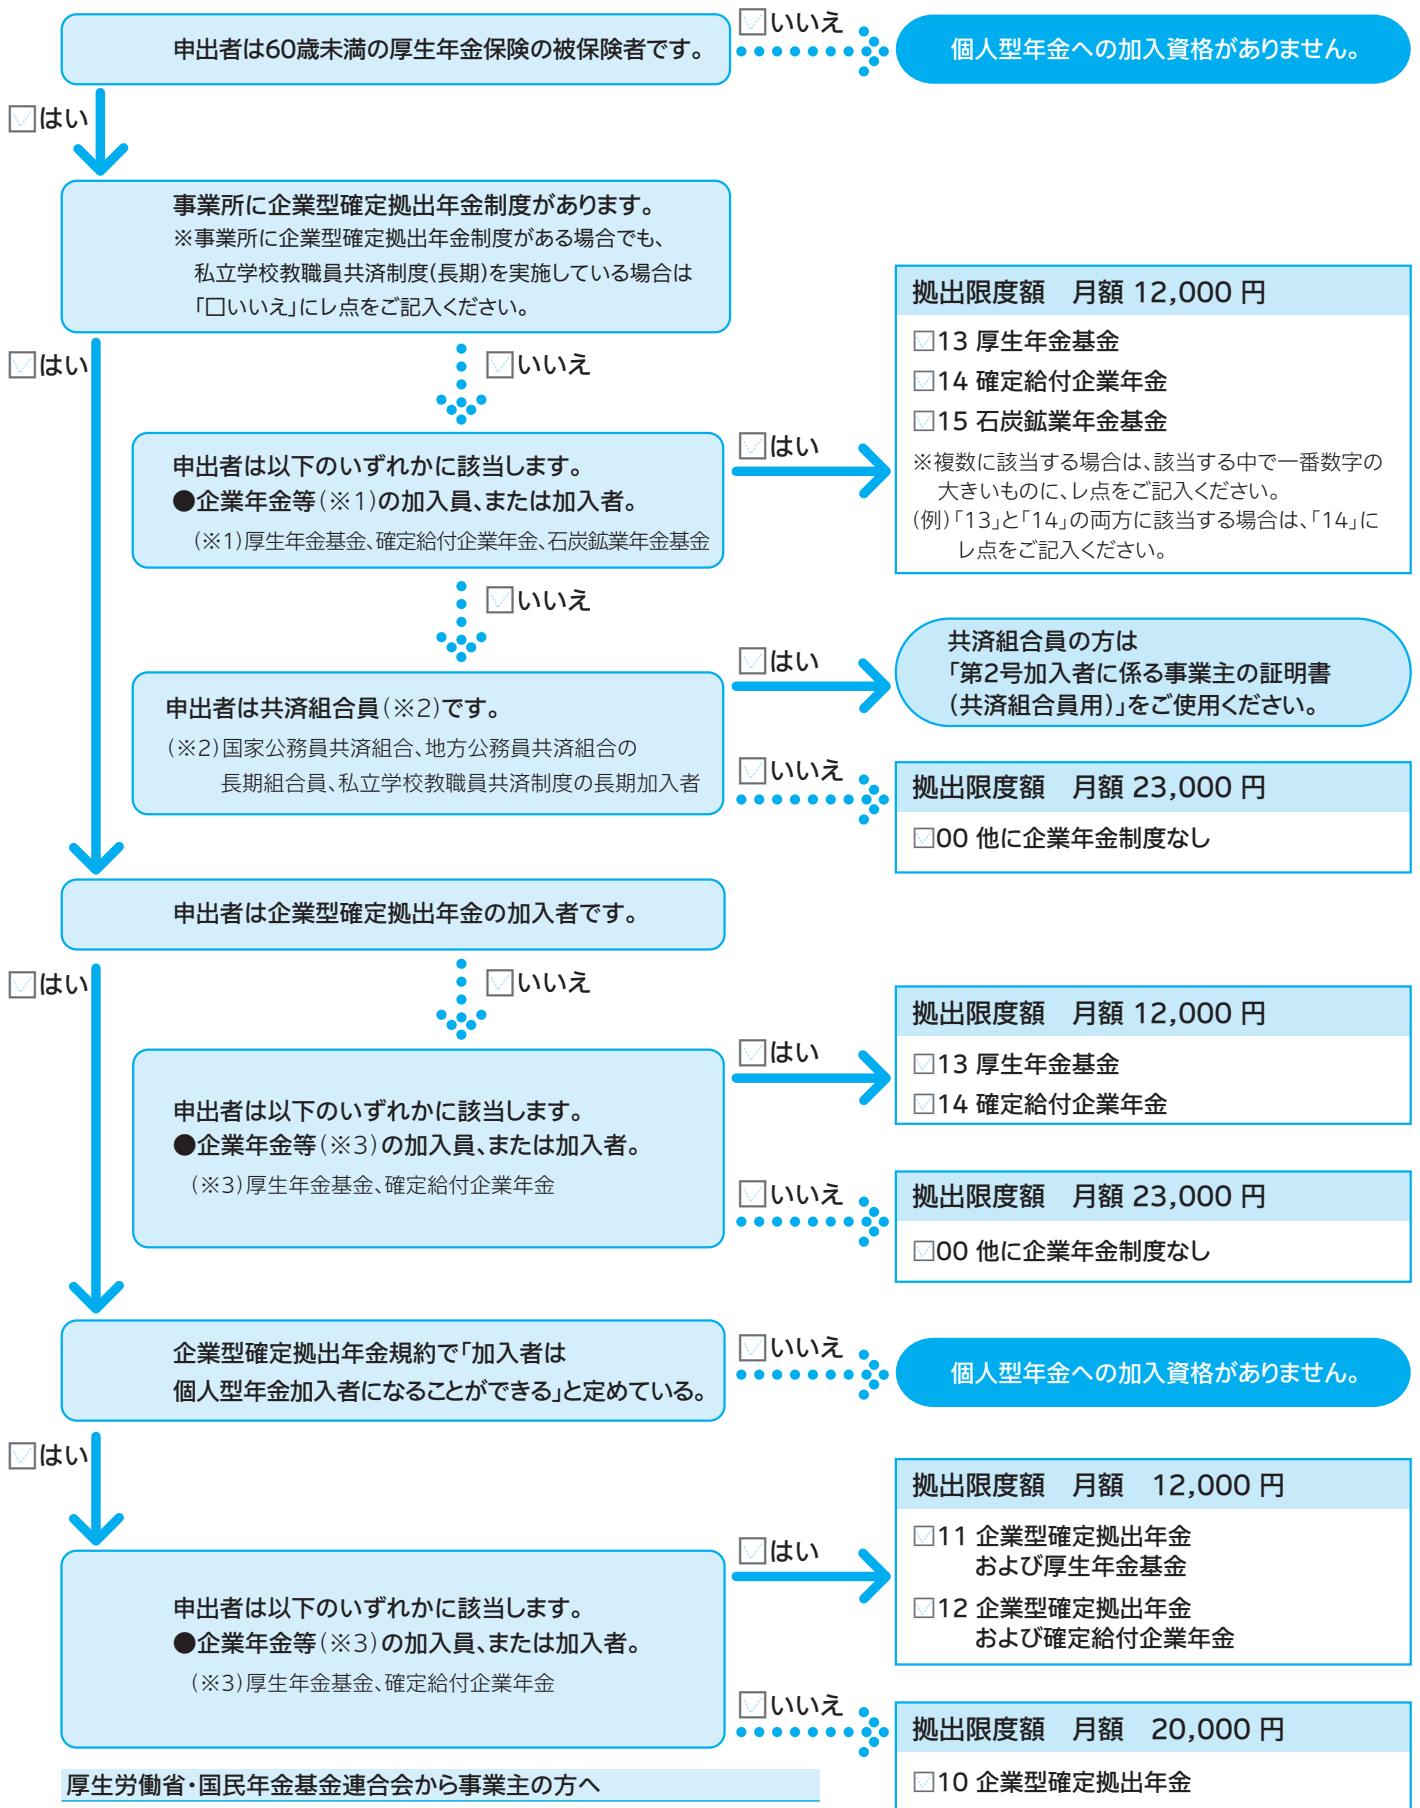 申出者は60歳未満の厚生年金保険の被保険者です。
いいえ
個人型年金への加入資格がありません。
はい
事業所に企業型確定拠出年金制度があります。
※事業所に企業型確定拠出年金制度がある場合でも、
私立学校教職員共済制度(長期)を実施している場合は
「□いいえ」にレ点をご記入ください。
はい
いいえ
申出者は以下のいずれかに該当します。
●企業年金等(※1)の加入員、または加入者。
(※1)厚生年金基金、確定給付企業年金、石炭鉱業年金基金
はい
拠出限度額 月額 12,000 円
13 厚生年金基金
14 確定給付企業年金
15 石炭鉱業年金基金
※複数に該当する場合は、該当する中で一番数字の
大きいものに、レ点をご記入ください。
(例)「13」と「14」の両方に該当する場合は、「14」に
レ点をご記入ください。
いいえ
申出者は共済組合員(※2)です。
(※2)国家公務員共済組合、地方公務員共済組合の
長期組合員、私立学校教職員共済制度の長期加入者
はい
共済組合員の方は
「第2号加入者に係る事業主の証明書
(共済組合員用)」をご使用ください。
いいえ
拠出限度額 月額 23,000 円
00 他に企業年金制度なし
申出者は企業型確定拠出年金の加入者です。
はい
いいえ
申出者は以下のいずれかに該当します。
●企業年金等(※3)の加入員、または加入者。
(※3)厚生年金基金、確定給付企業年金
はい
拠出限度額 月額 12,000 円
13 厚生年金基金
14 確定給付企業年金
いいえ
拠出限度額 月額 23,000 円
00 他に企業年金制度なし
企業型確定拠出年金規約で「加入者は
個人型年金加入者になることができる」と定めている。
いいえ
個人型年金への加入資格がありません。
はい
申出者は以下のいずれかに該当します。
●企業年金等(※3)の加入員、または加入者。
(※3)厚生年金基金、確定給付企業年金
はい
拠出限度額 月額 12,000 円
11 企業型確定拠出年金
および厚生年金基金
12 企業型確定拠出年金
および確定給付企業年金
いいえ
拠出限度額 月額 20,000 円
10 企業型確定拠出年金
厚生労働省・国民年金基金連合会から事業主の方へ